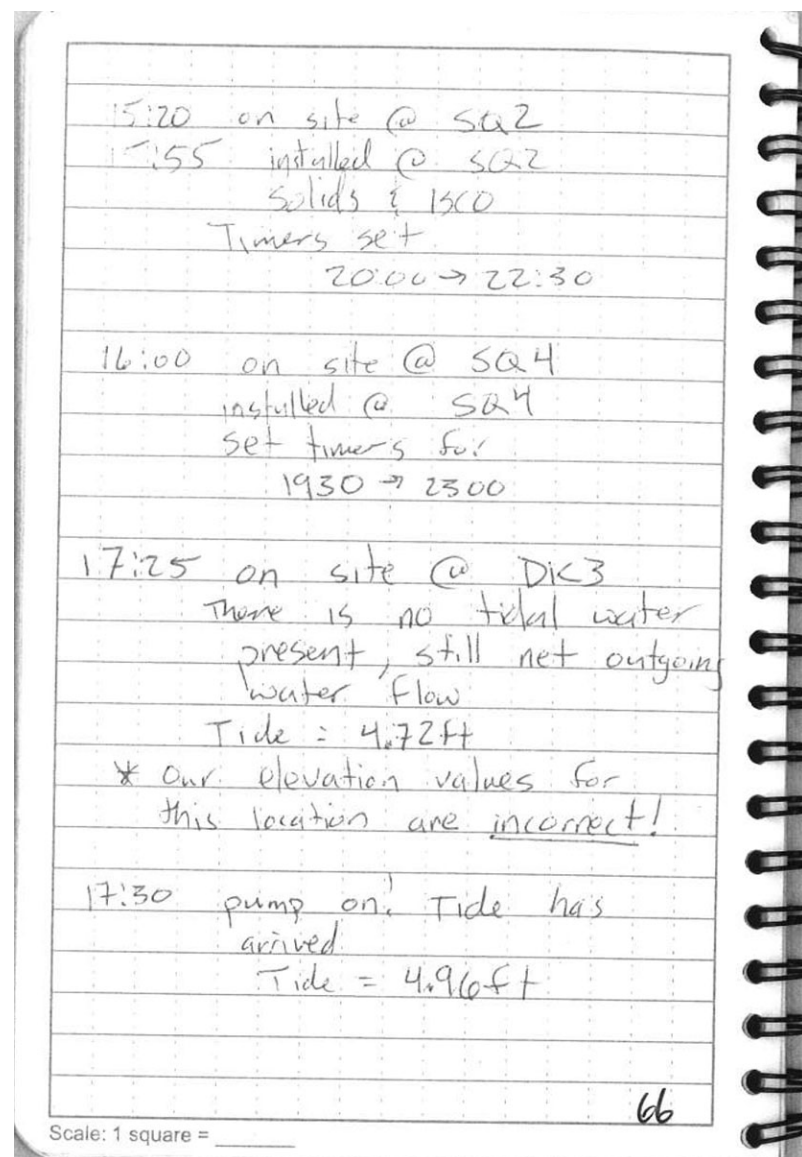 15:20 on site @ SQ2
15:55 installed @ SQ2
Solids & ISCO
Timers set
20:00 → 22:30
16:00 on site @ SQ4
installed @ SQ4
set timers for
1930 → 2300
17:25 on site @ DK3
There is no tidal water
present, still net outgoing
water flow
Tide = 4.72ft
* Our elevation values for
this location are incorrect!
17:30 pump on! Tide has
arrived
Tide = 4.96ft
66
Scale: 1 square = ______